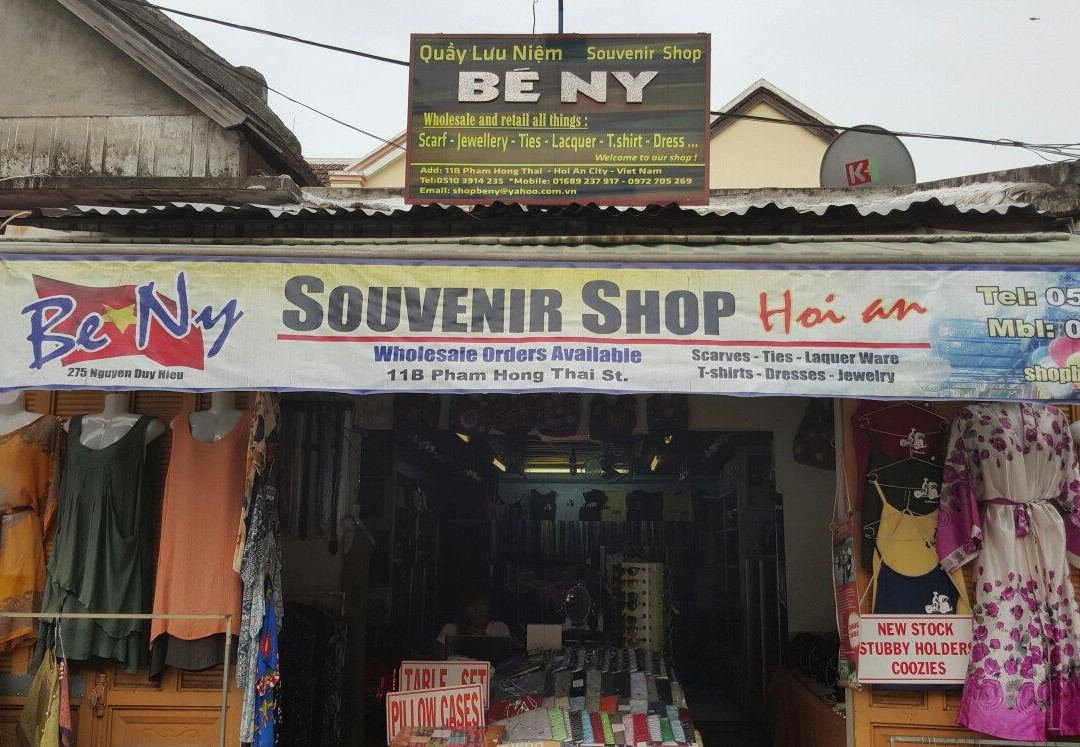 Quầy Lưu Niệm Souvenir Shop
BÉ NY
Wholesale and retail all things :
Scarf - Jewellery - Ties - Lacquer - T.shirt - Dress ...
Welcome to our shop !
Add: 11B Pham Hong Thai - Hoi An City - Viet Nam
Tel:0510 3914 235 *Mobile: 01689 237 917 - 0972 705 269
Email: shopbeny@yahoo.com.vn
K+
Be Ny
275 Nguyen Duy Hieu
SOUVENIR SHOP Hoi an
Wholesale Orders Available
11B Pham Hong Thai St.
Scarves - Ties - Laquer Ware
T-shirts - Dresses - Jewelry
Tel: 05
Mbl: 0
shopb
NEW STOCK
STUBBY HOLDERS
COOZIES
TABLE SET
PILLOW CASES